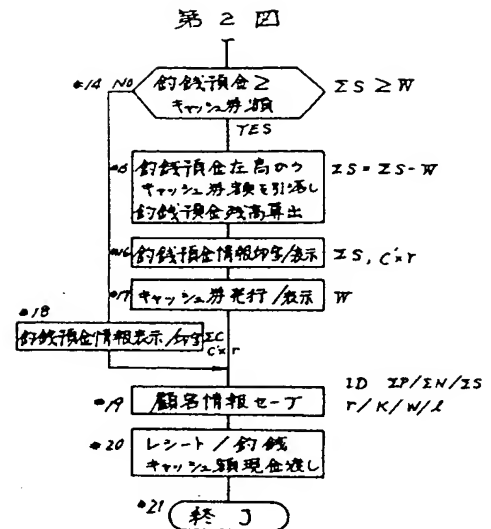 第2図
#14 NO 釣銭預金≧ ΣS ≥ W
キャッシュ券額
YES
#15 釣銭預金在高から ΣS = ΣS - W
キャッシュ券額を引落し
釣銭預金残高算出
#16 釣銭預金情報印字/表示 ΣS, C'×r
#17 キャッシュ券発行/表示 W
#18
釣銭預金情報表示/印字 ΣC
C'×r
#19 顧客情報セーブ ID ΣP/ΣN/ΣS
r/K/W/l
#20 レシート/釣銭
キャッシュ額現金渡し
#21 終了